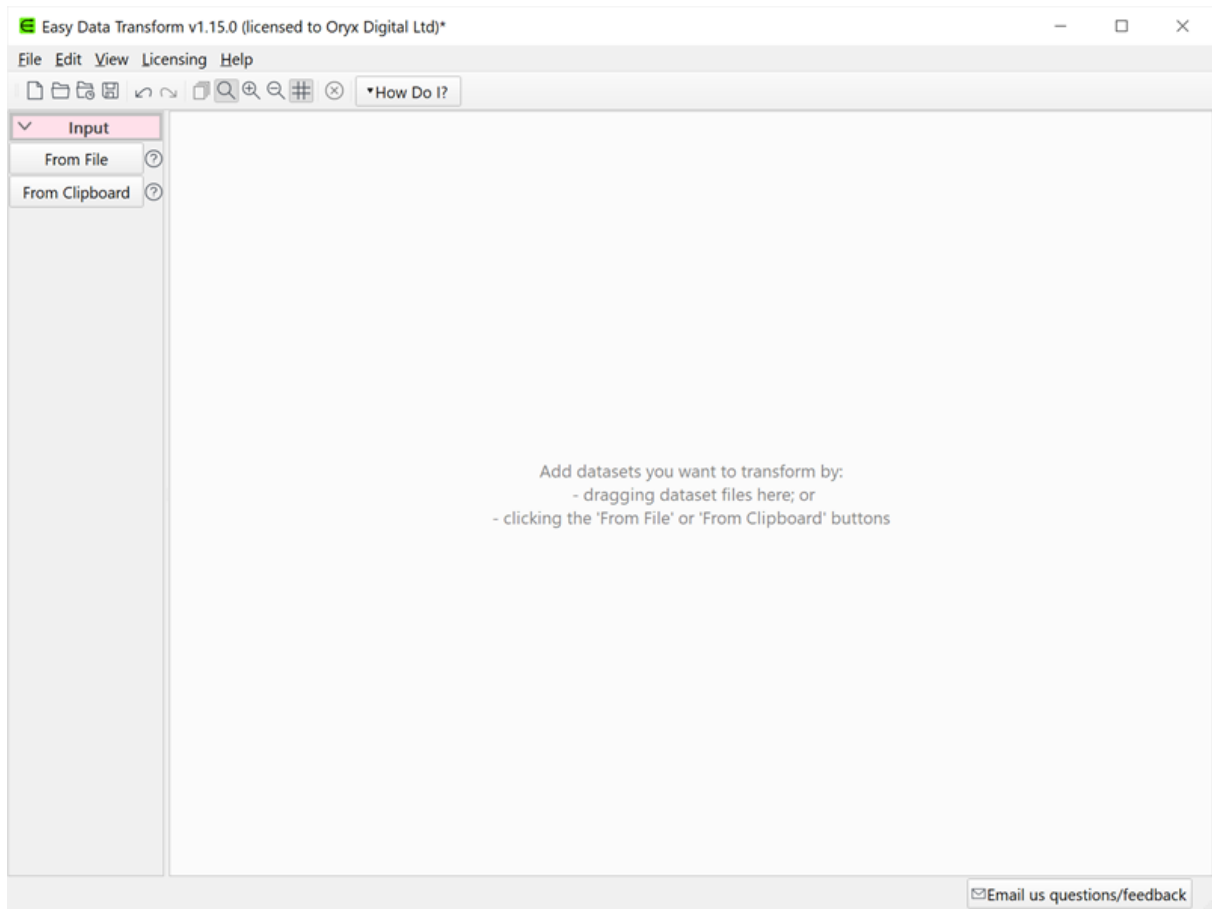 Easy Data Transform v1.15.0 (licensed to Oryx Digital Ltd)*
File Edit View Licensing Help
How Do I?
Input
From File ?
From Clipboard ?
Add datasets you want to transform by:
- dragging dataset files here; or
- clicking the 'From File' or 'From Clipboard' buttons
Email us questions/feedback